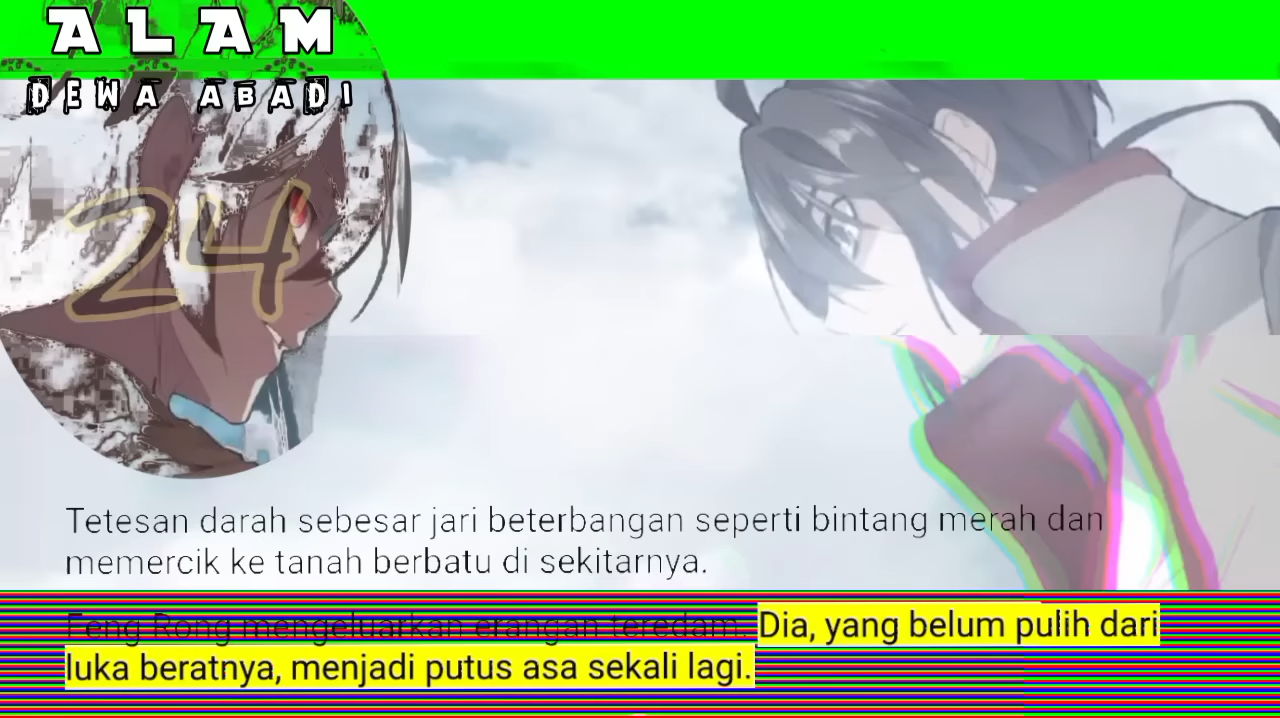 ALAM
DEWA ABADI
24
Tetesan darah sebesar jari beterbangan seperti bintang merah dan
memercik ke tanah berbatu di sekitarnya.
Feng Rong mengeluarkan erangan teredam. Dia, yang belum pulih dari
luka beratnya, menjadi putus asa sekali lagi.